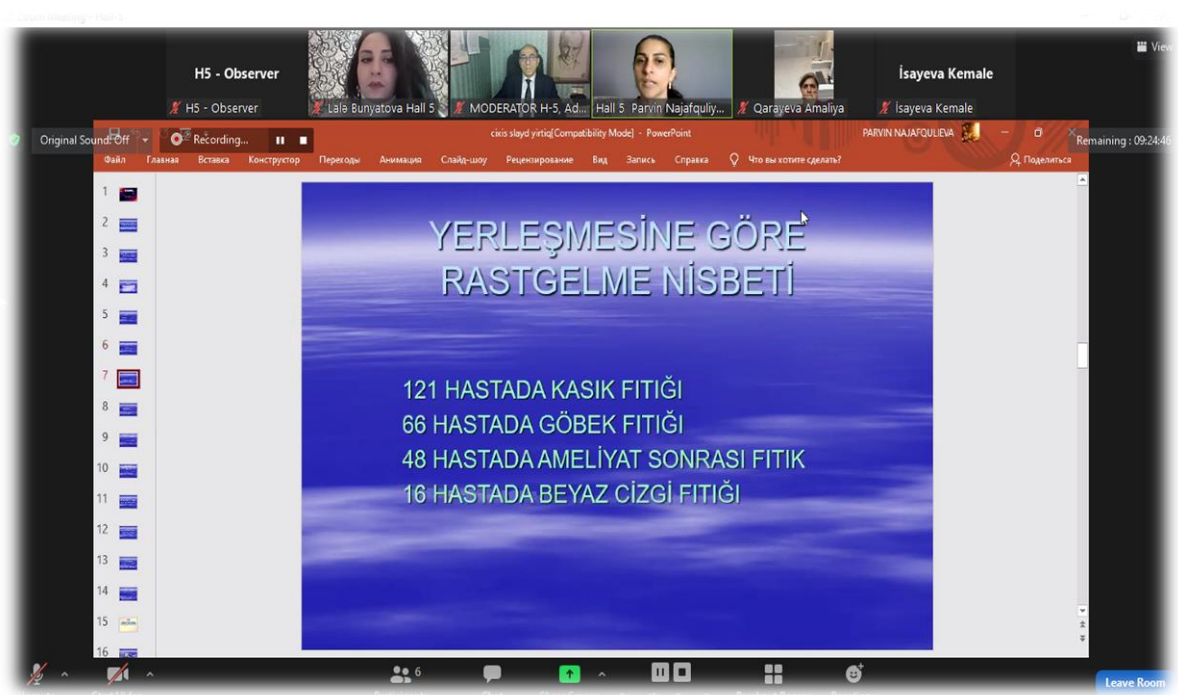 View
H5 - Observer
İsayeva Kemale
H5 - Observer
Lalə Bunyatova Hall 5
MODERATOR H-5, Ad...
Hall 5 Parvin Najafquliy...
Qarayeva Amaliya
İsayeva Kemale
Original Sound: Off
Recording...
cixis slayd yirtiq[Compatibility Mode] - PowerPoint
PARVIN NAJAFQULIEVA
Remaining : 09:24:46
Файл Главная Вставка Конструктор Переходы Анимация Слайд-шоу Рецензирование Вид Запись Справка Что вы хотите сделать? Поделиться
1
2
3
4
5
6
7
8
9
10
11
12
13
14
15
16
YERLEŞMESİNE GÖRE
RASTGELME NİSBETİ
121 HASTADA KASIK FITIĞI
66 HASTADA GÖBEK FITIĞI
48 HASTADA AMELİYAT SONRASI FITIK
16 HASTADA BEYAZ CİZGİ FITIĞI
6
Leave Room